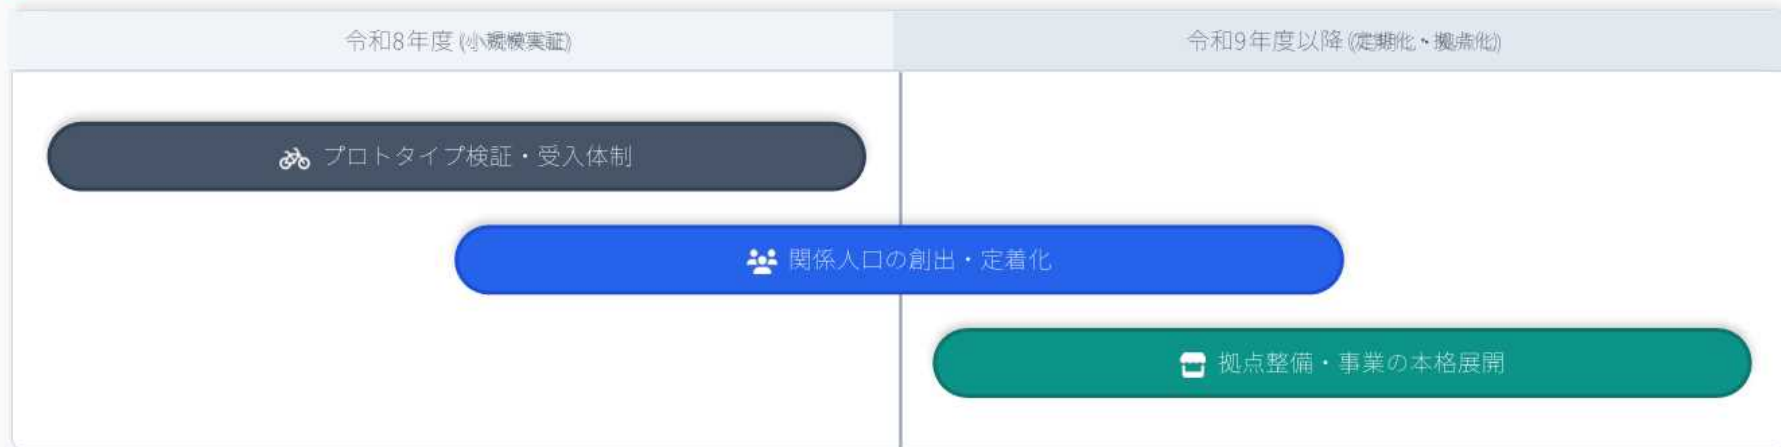 令和8年度 (小規模実証)
令和9年度以降 (定期化・拠点化)
プロトタイプ検証・受入体制
関係人口の創出・定着化
拠点整備・事業の本格展開